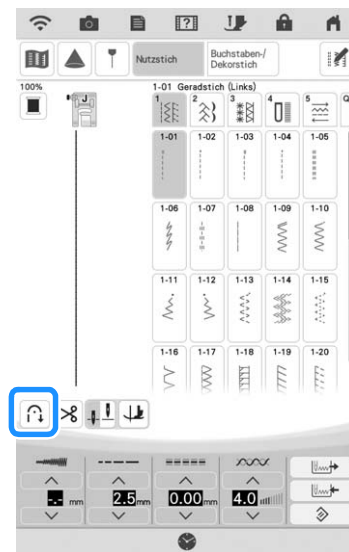 Nutzstich
Buchstaben-/
Dekorstich
100%
J
1-01 Geradstich (Links)
1 2 3 4 5 Q
1-01 1-02 1-03 1-04 1-05
1-06 1-07 1-08 1-09 1-10
1-11 1-12 1-13 1-14 1-15
1-16 1-17 1-18 1-19 1-20
-.- mm 2.5 mm 0.00 mm 4.0